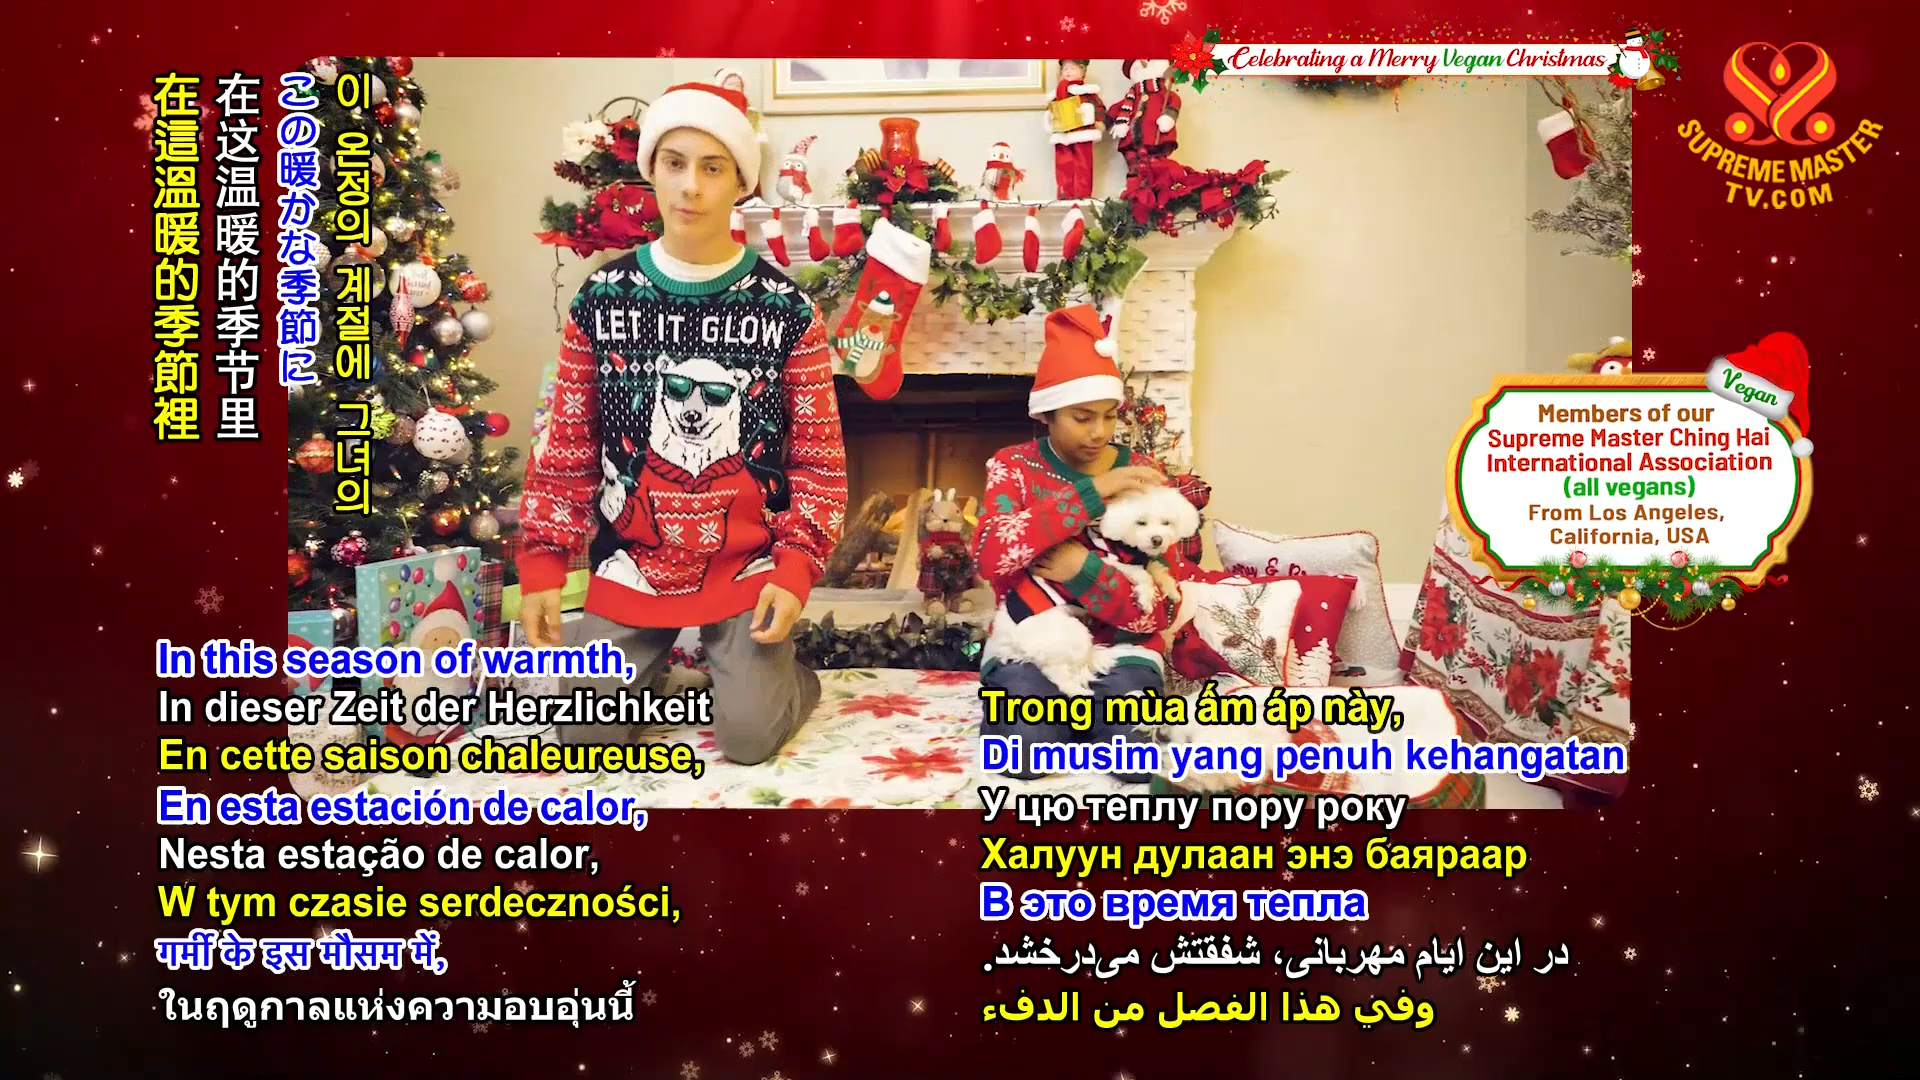 Celebrating a Merry Vegan Christmas
SUPREME MASTER
TV.COM
在這溫暖的季節裡
在这温暖的季节里
この暖かな季節に
이 온정의 계절에 그녀의
LET IT GLOW
Vegan
Members of our
Supreme Master Ching Hai
International Association
(all vegans)
From Los Angeles,
California, USA
In this season of warmth,
In dieser Zeit der Herzlichkeit
En cette saison chaleureuse,
En esta estación de calor,
Nesta estação de calor,
W tym czasie serdeczności,
गर्मी के इस मौसम में,
ในฤดูกาลแห่งความอบอุ่นนี้
Trong mùa ấm áp này,
Di musim yang penuh kehangatan
У цю теплу пору року
Халуун дулаан энэ баяраар
В это время тепла
در این ایام مهربانی، شفقتش می‌درخشد.
وفي هذا الفصل من الدفء